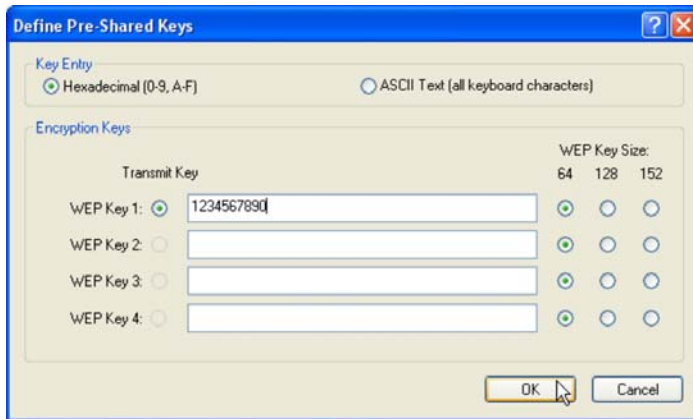 Define Pre-Shared Keys
Key Entry
Hexadecimal (0-9, A-F)
ASCII Text (all keyboard characters)
Encryption Keys
WEP Key Size:
Transmit Key
64 128 152
WEP Key 1: 1234567890
WEP Key 2:
WEP Key 3:
WEP Key 4:
OK Cancel